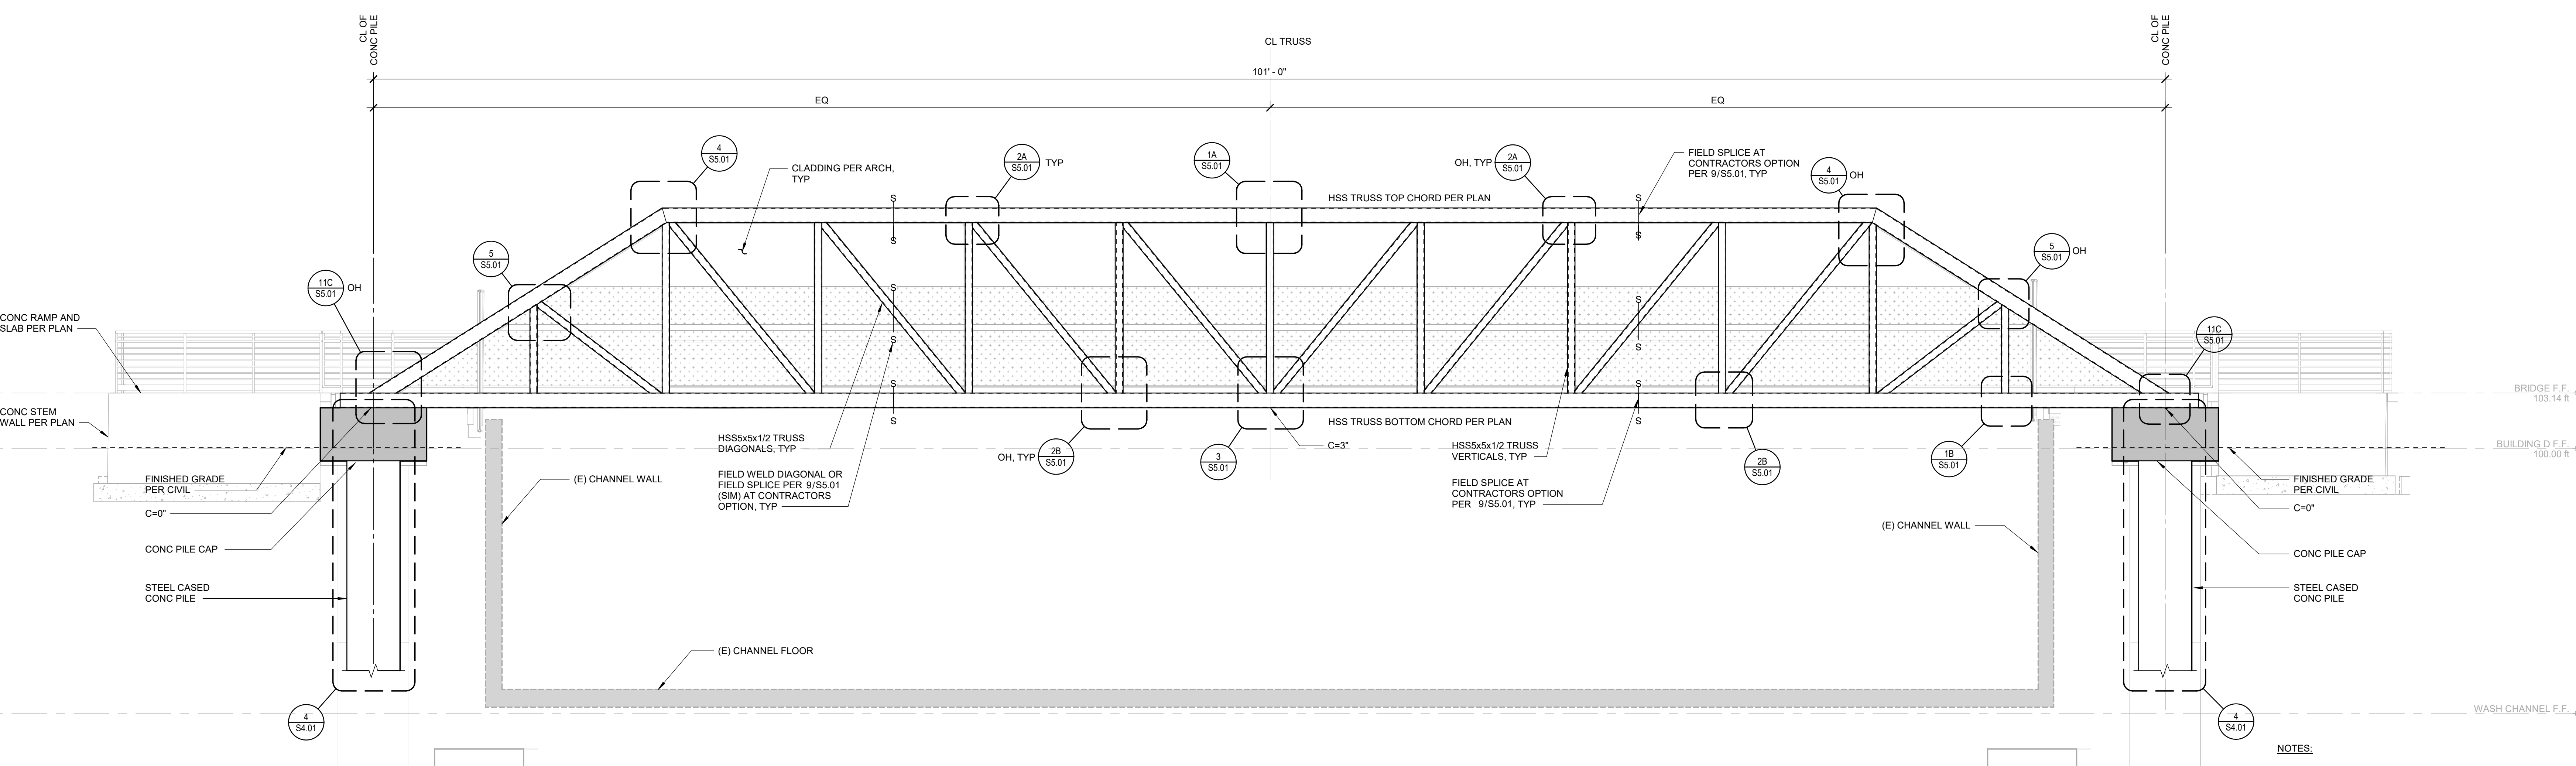 CL OF
CONC PILE
CL TRUSS
CL OF
CONC PILE
101' - 0"
EQ
EQ
4
S5.01
CLADDING PER ARCH,
TYP
2A
S5.01
TYP
1A
S5.01
OH, TYP
2A
S5.01
FIELD SPLICE AT
CONTRACTORS OPTION
PER 9/S5.01, TYP
4
S5.01
OH
S
HSS TRUSS TOP CHORD PER PLAN
S
S
S
5
S5.01
5
S5.01
OH
11C
S5.01
OH
S
S
CONC RAMP AND
SLAB PER PLAN
11C
S5.01
S
S
S
S
BRIDGE F.F.
103.14 ft
CONC STEM
WALL PER PLAN
S
S
HSS TRUSS BOTTOM CHORD PER PLAN
HSS5x5x1/2 TRUSS
DIAGONALS, TYP
OH, TYP
2B
S5.01
3
S5.01
C=3"
HSS5x5x1/2 TRUSS
VERTICALS, TYP
2B
S5.01
1B
S5.01
BUILDING D F.F.
100.00 ft
FINISHED GRADE
PER CIVIL
(E) CHANNEL WALL
FIELD WELD DIAGONAL OR
FIELD SPLICE PER 9/S5.01
(SIM) AT CONTRACTORS
OPTION, TYP
FIELD SPLICE AT
CONTRACTORS OPTION
PER 9/S5.01, TYP
FINISHED GRADE
PER CIVIL
C=0"
C=0"
(E) CHANNEL WALL
CONC PILE CAP
CONC PILE CAP
STEEL CASED
CONC PILE
STEEL CASED
CONC PILE
(E) CHANNEL FLOOR
4
S4.01
4
S4.01
WASH CHANNEL F.F.
NOTES: